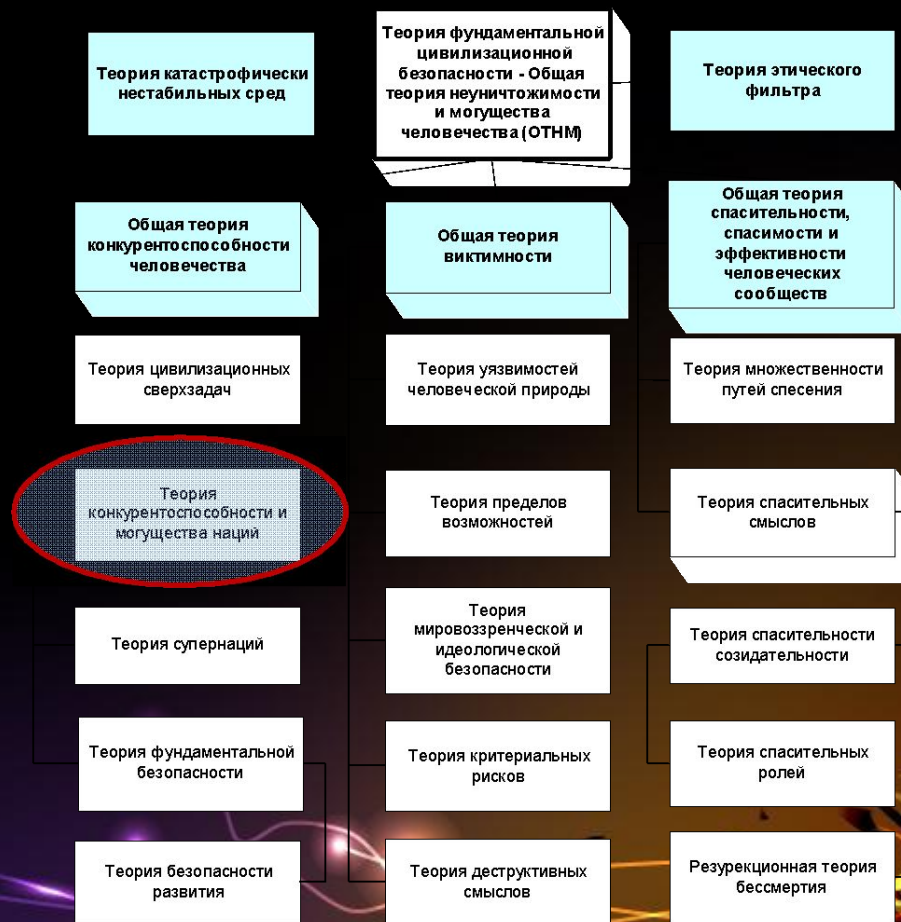 Теория катастрофически
нестабильных сред
Теория фундаментальной
цивилизационной
безопасности - Общая
теория неуничтожимости
и могущества
человечества (ОТНМ)
Теория этического
фильтра
Общая теория
конкурентоспособности
человечества
Общая теория
виктимности
Общая теория
спасительности,
спасимости и
эффективности
человеческих
сообществ
Теория цивилизационных
сверхзадач
Теория уязвимостей
человеческой природы
Теория множественности
путей спесения
Теория
конкурентоспособности и
могущества наций
Теория пределов
возможностей
Теория спасительных
смыслов
Теория супернаций
Теория
мировоззренческой и
идеологической
безопасности
Теория спасительности
созидательности
Теория фундаментальной
безопасности
Теория критериальных
рисков
Теория спасительных
ролей
Теория безопасности
развития
Теория деструктивных
смыслов
Резурекционная теория
бессмертия